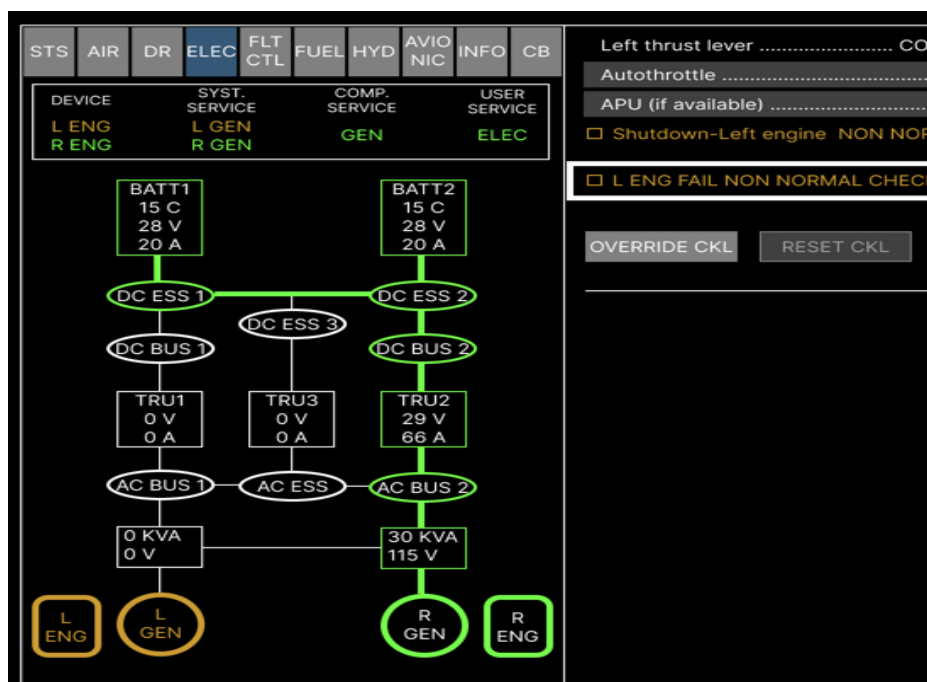 STS AIR DR ELEC FLT CTL FUEL HYD AVIO NIC INFO CB
DEVICE SYST. SERVICE COMP. SERVICE USER SERVICE
L ENG L GEN GEN ELEC
R ENG R GEN
BATT1 BATT2
15 C 15 C
28 V 28 V
20 A 20 A
DC ESS 1 DC ESS 2
DC ESS 3
DC BUS 1 DC BUS 2
TRU1 TRU3 TRU2
0 V 0 V 29 V
0 A 0 A 66 A
AC BUS 1 AC ESS AC BUS 2
0 KVA 30 KVA
0 V 115 V
L ENG L GEN R GEN R ENG
Left thrust lever ...................... CO
Autothrottle ..................................
APU (if available) ..........................
Shutdown-Left engine NON NOR
L ENG FAIL NON NORMAL CHEC
OVERRIDE CKL RESET CKL